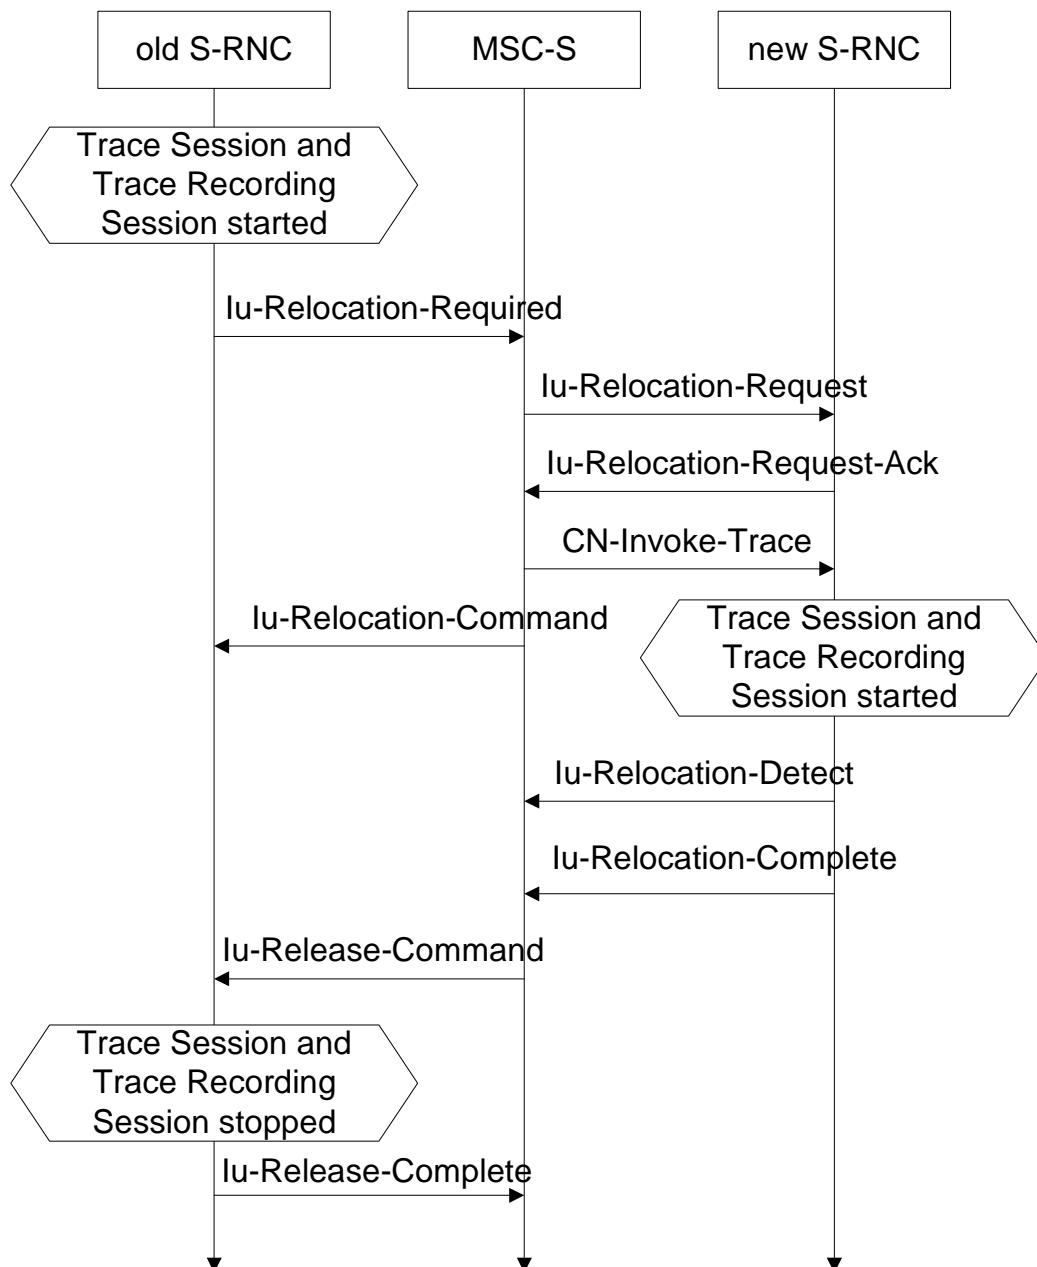 old S-RNC
MSC-S
new S-RNC
Trace Session and
Trace Recording
Session started
Iu-Relocation-Required
Iu-Relocation-Request
Iu-Relocation-Request-Ack
CN-Invoke-Trace
Iu-Relocation-Command
Trace Session and
Trace Recording
Session started
Iu-Relocation-Detect
Iu-Relocation-Complete
Iu-Release-Command
Trace Session and
Trace Recording
Session stopped
Iu-Release-Complete